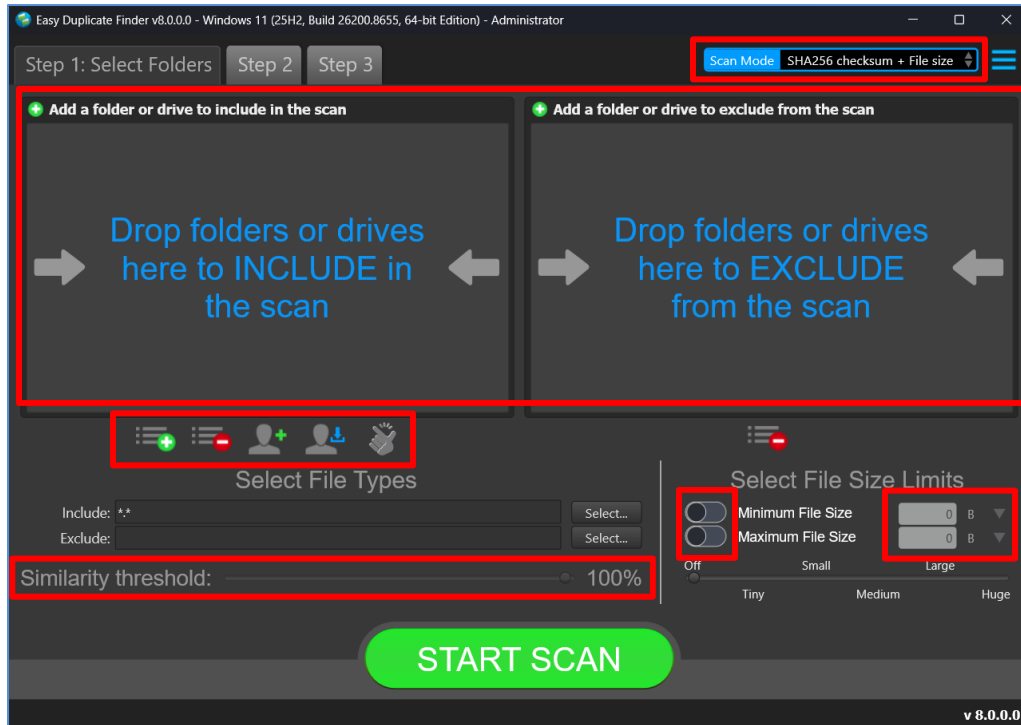 Easy Duplicate Finder v8.0.0.0 - Windows 11 (25H2, Build 26200.8655, 64-bit Edition) - Administrator
Step 1: Select Folders Step 2 Step 3 Scan Mode SHA256 checksum + File size
Add a folder or drive to include in the scan
Drop folders or drives
here to INCLUDE in
the scan
Add a folder or drive to exclude from the scan
Drop folders or drives
here to EXCLUDE
from the scan
Select File Types
Include: *.* Select...
Exclude: Select...
Similarity threshold: 100%
Select File Size Limits
Minimum File Size 0 B
Maximum File Size 0 B
Off Small Large
Tiny Medium Huge
START SCAN
v 8.0.0.0